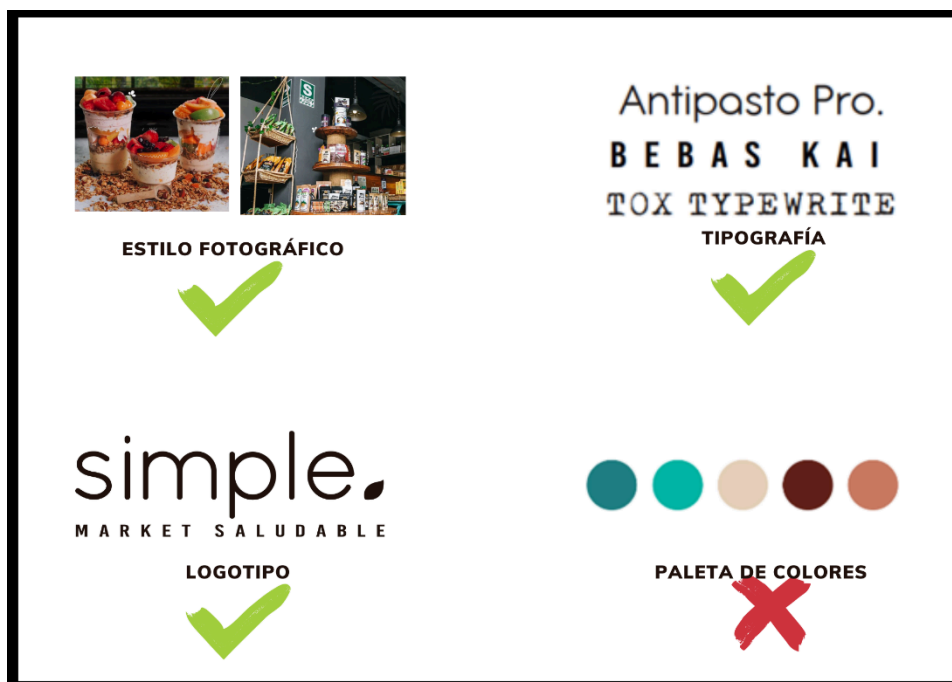 S
ESTILO FOTOGRÁFICO
Antipasto Pro.
BEBAS KAI
TOX TYPEWRITE
TIPOGRAFÍA
simple.
MARKET SALUDABLE
LOGOTIPO
PALETA DE COLORES